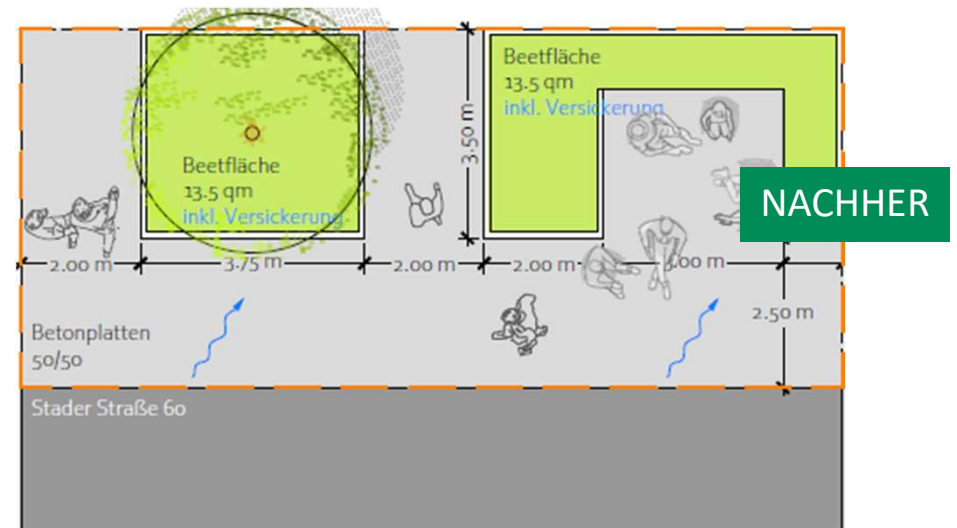 Beetfläche
13.5 qm
inkl. Versickerung
3.50 m
Beetfläche
13.5 qm
inkl. Versickerung
NACHHER
2.00 m
3.75 m
2.00 m
2.00 m
.00 m
2.50 m
Betonplatten
50/50
Stader Straße 60